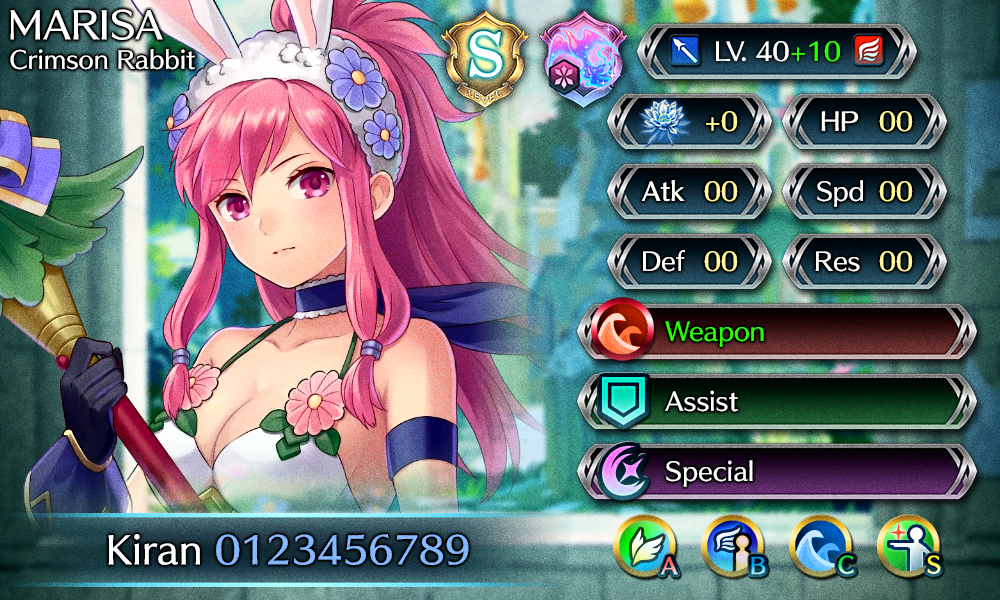 MARISA
Crimson Rabbit
S
LEVEL
LV. 40+10
+0
HP 00
Atk 00
Spd 00
Def 00
Res 00
Weapon
Assist
Special
Kiran 0123456789
A
B
C
S